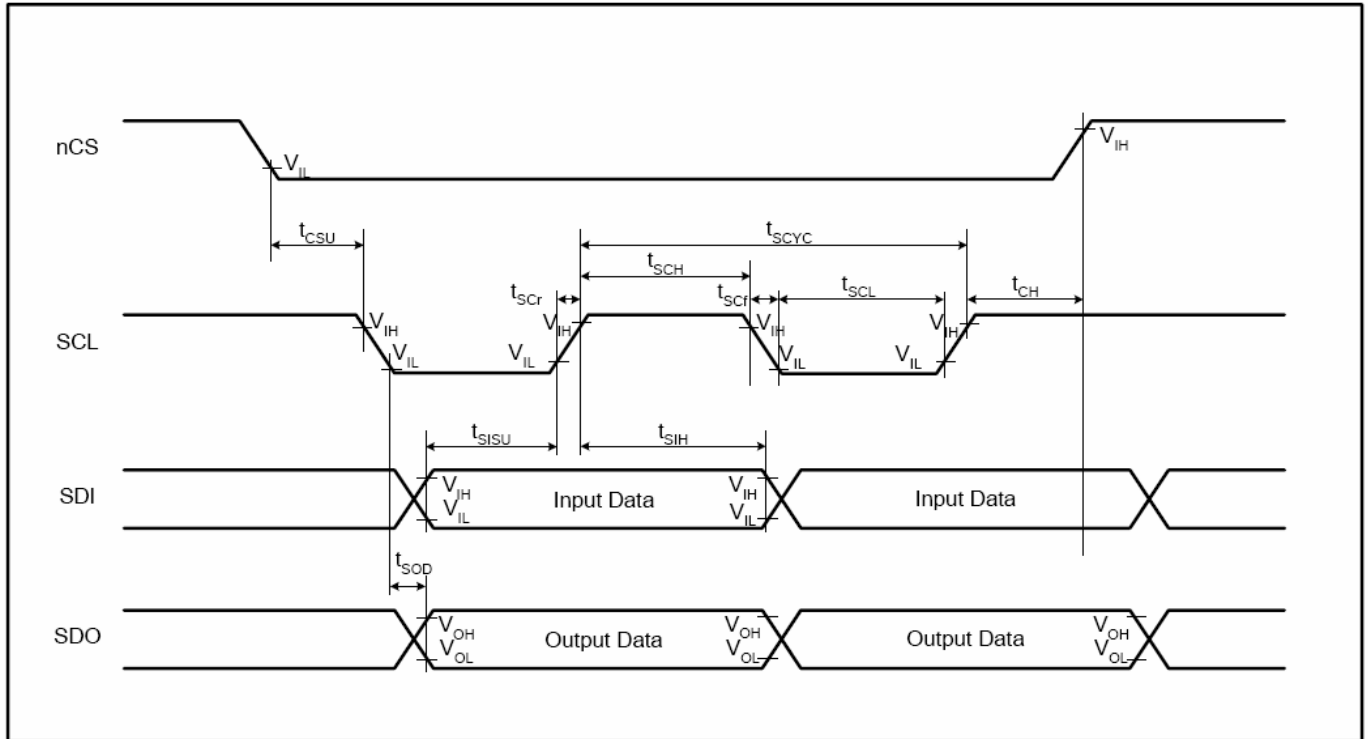 nCS
V_IL
V_IH
t_CSU
t_SCYC
t_SCH
t_SCr
t_SCf
t_SCL
t_CH
SCL
V_IH
V_IL
V_IL
V_IH
V_IH
V_IL
V_IL
V_IH
t_SISU
t_SIH
SDI
V_IH
V_IL
Input Data
V_IH
V_IL
Input Data
t_SOD
SDO
V_OH
V_OL
Output Data
V_OH
V_OL
Output Data
V_OH
V_OL